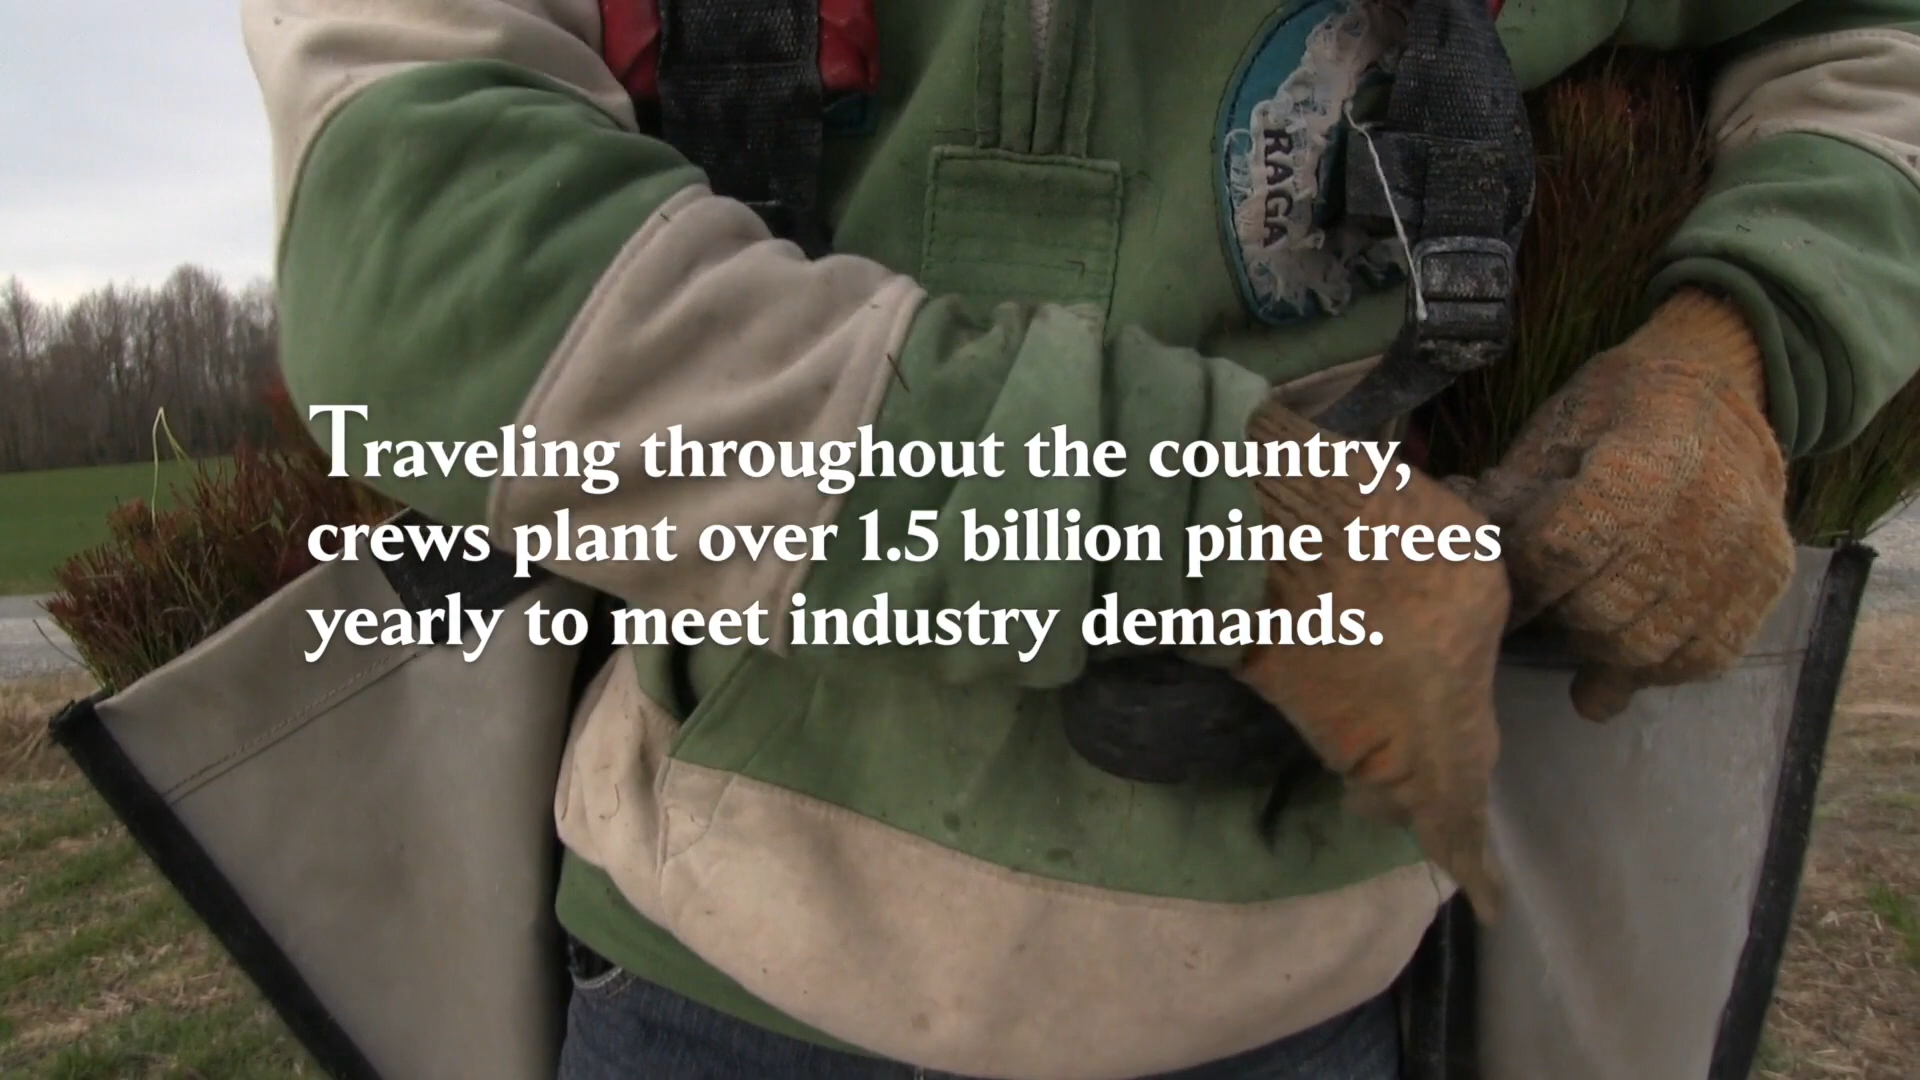 RAGA
Traveling throughout the country,
crews plant over 1.5 billion pine trees
yearly to meet industry demands.